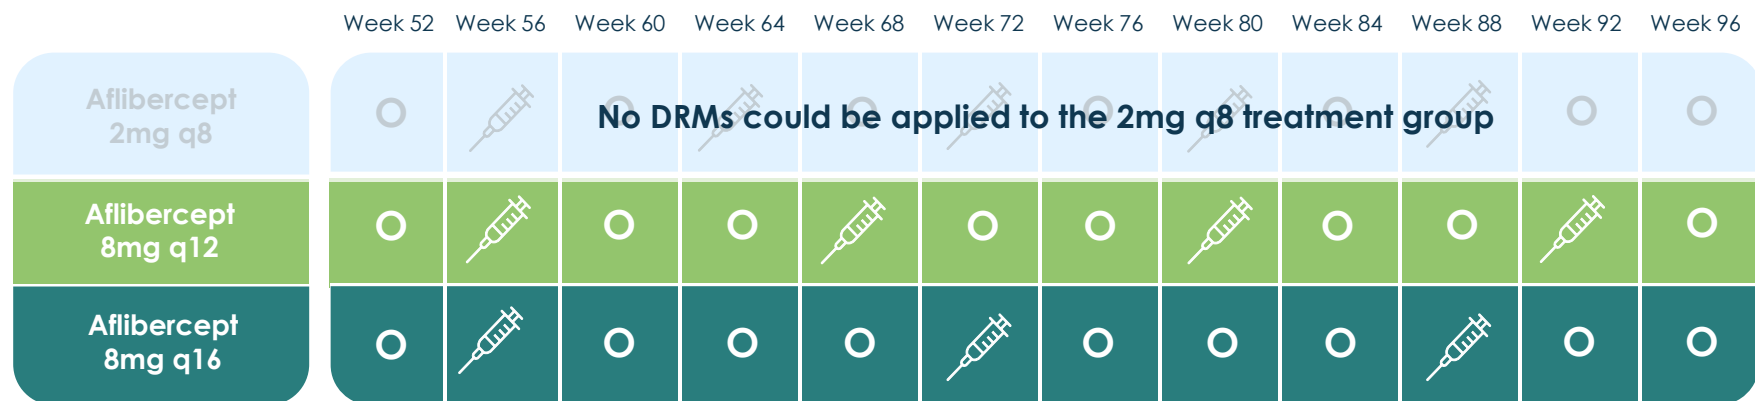 Week 52 Week 56 Week 60 Week 64 Week 68 Week 72 Week 76 Week 80 Week 84 Week 88 Week 92 Week 96
Aflibercept
2mg q8
No DRMs could be applied to the 2mg q8 treatment group
Aflibercept
8mg q12
Aflibercept
8mg q16